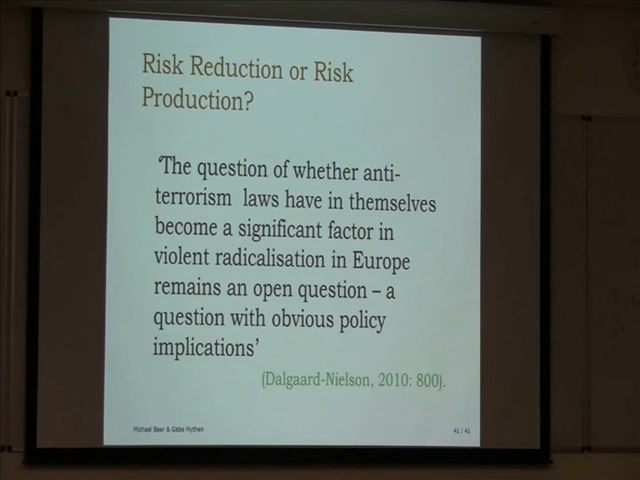 Risk Reduction or Risk
Production?
‘The question of whether anti-
terrorism laws have in themselves
become a significant factor in
violent radicalisation in Europe
remains an open question – a
question with obvious policy
implications’
(Dalgaard-Nielson, 2010: 800).
Michael Beer & Gabe Mythen
41 / 41